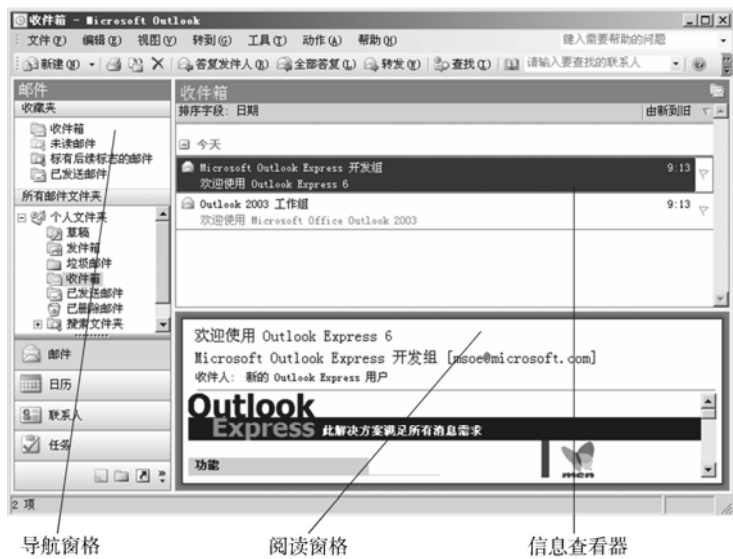 收件箱 - Microsoft Outlook
文件(F) 编辑(E) 视图(V) 转到(G) 工具(T) 动作(A) 帮助(H) 键入需要帮助的问题
新建(N) 答复发件人(R) 全部答复(L) 转发(W) 查找(I) 请输入要查找的联系人
邮件
收藏夹
收件箱
未读邮件
标有后续标志的邮件
已发送邮件
所有邮件文件夹
个人文件夹
草稿
发件箱
垃圾邮件
收件箱
已发送邮件
已删除邮件
搜索文件夹
邮件
日历
联系人
任务
收件箱
排序字段: 日期 由新到旧
今天
Microsoft Outlook Express 开发组 9:13
欢迎使用 Outlook Express 6
Outlook 2003 工作组 9:13
欢迎使用 Microsoft Office Outlook 2003
欢迎使用 Outlook Express 6
Microsoft Outlook Express 开发组 [msoe@microsoft.com]
收件人: 新的 Outlook Express 用户
Outlook
Express 此解决方案满足所有消息需求
功能
msn
2 项
导航窗格 阅读窗格 信息查看器